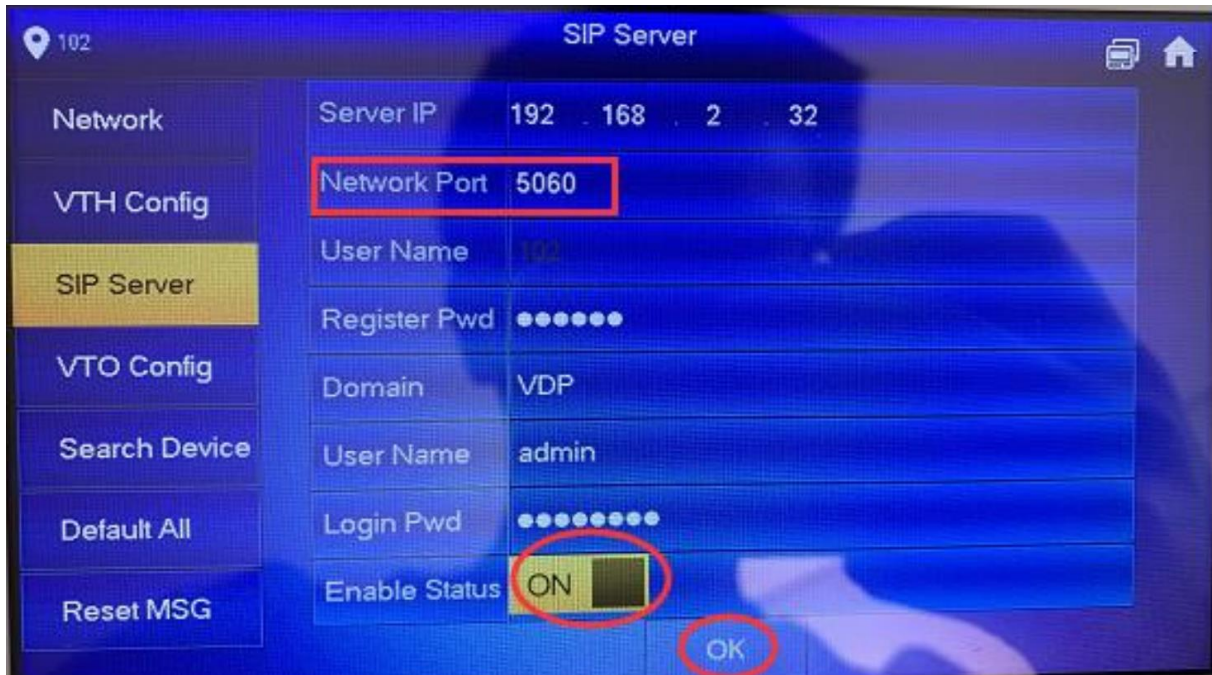 102
SIP Server
Network
VTH Config
SIP Server
VTO Config
Search Device
Default All
Reset MSG
Server IP 192 . 168 . 2 . 32
Network Port 5060
User Name 102
Register Pwd ●●●●●●
Domain VDP
User Name admin
Login Pwd ●●●●●●●●
Enable Status ON
OK